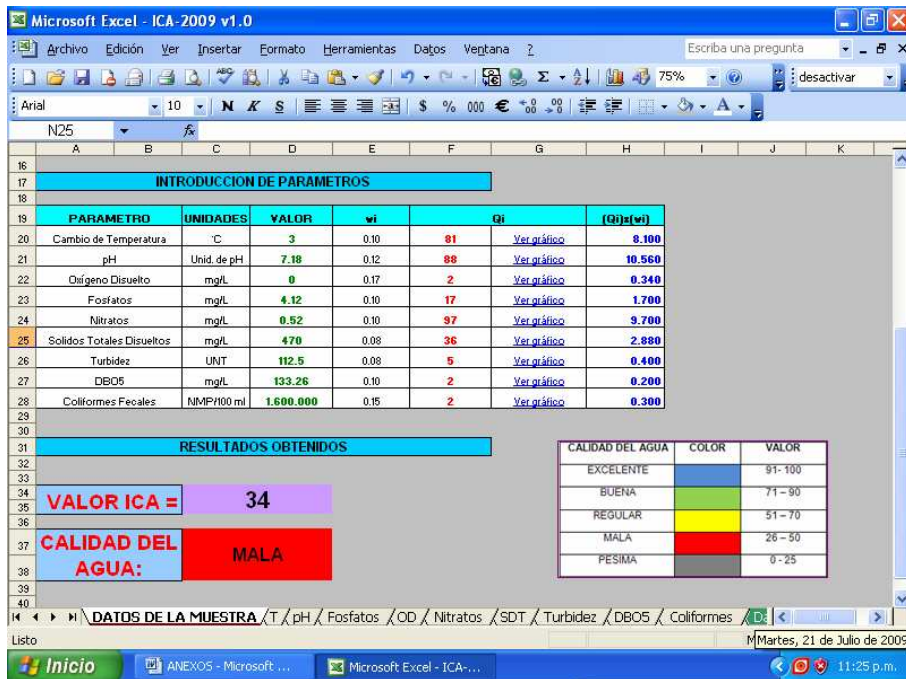 Microsoft Excel - ICA-2009 v1.0
Archivo Edición Ver Insertar Formato Herramientas Datos Ventana ? Escriba una pregunta
75% desactivar
Arial 10 N K S $ % 000 €
N25 fx
A B C D E F G H I J K
16
17 INTRODUCCION DE PARAMETROS
18
19 PARAMETRO UNIDADES VALOR wi Qi (Qi)x(wi)
20 Cambio de Temperatura °C 3 0.10 81 Ver gráfico 8.100
21 pH Unid. de pH 7.18 0.12 88 Ver gráfico 10.560
22 Oxígeno Disuelto mg/L 0 0.17 2 Ver gráfico 0.340
23 Fosfatos mg/L 4.12 0.10 17 Ver gráfico 1.700
24 Nitratos mg/L 0.52 0.10 97 Ver gráfico 9.700
25 Solidos Totales Disueltos mg/L 470 0.08 36 Ver gráfico 2.880
26 Turbidez UNT 112.5 0.08 5 Ver gráfico 0.400
27 DBO5 mg/L 133.26 0.10 2 Ver gráfico 0.200
28 Coliformes Fecales NMP/100 ml 1.600.000 0.15 2 Ver gráfico 0.300
29
30
31 RESULTADOS OBTENIDOS
32
33
34
35 VALOR ICA = 34
36
37 CALIDAD DEL
38 AGUA: MALA
39
40
CALIDAD DEL AGUA COLOR VALOR
EXCELENTE 91- 100
BUENA 71 – 90
REGULAR 51 – 70
MALA 26 – 50
PESIMA 0 - 25
DATOS DE LA MUESTRA T pH Fosfatos OD Nitratos SDT Turbidez DBO5 Coliformes
Listo Martes, 21 de Julio de 2009
Inicio ANEXOS - Microsoft ... Microsoft Excel - ICA-... 11:25 p.m.